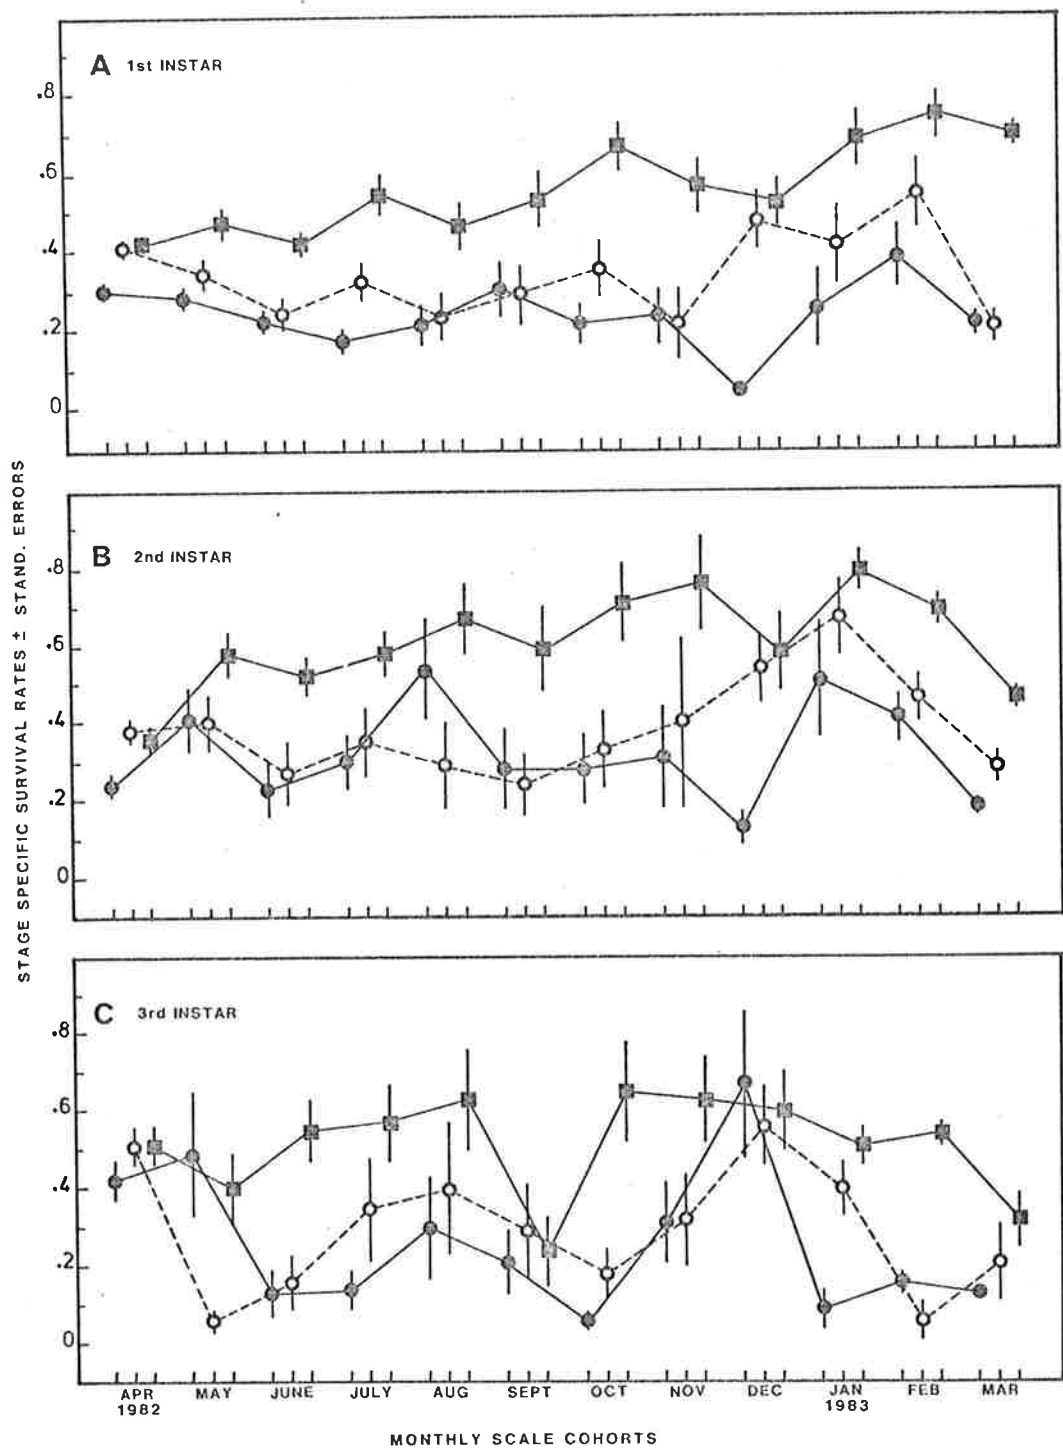 STAGE SPECIFIC SURVIVAL RATES ± STAND. ERRORS
A 1st INSTAR
.8
.6
.4
.2
0
B 2nd INSTAR
.8
.6
.4
.2
0
C 3rd INSTAR
.8
.6
.4
.2
0
APR MAY JUNE JULY AUG SEPT OCT NOV DEC JAN FEB MAR
1982 1983
MONTHLY SCALE COHORTS